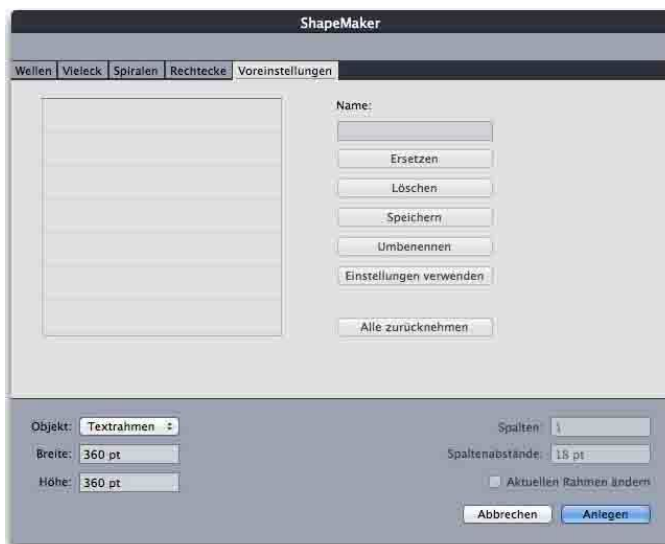 ShapeMaker
Wellen Vieleck Spiralen Rechtecke Voreinstellungen
Name:
Ersetzen
Löschen
Speichern
Umbenennen
Einstellungen verwenden
Alle zurücknehmen
Objekt: Textrahmen
Breite: 360 pt
Höhe: 360 pt
Spalten: 1
Spaltenabstände: 18 pt
Aktuellen Rahmen ändern
Abbrechen Anlegen